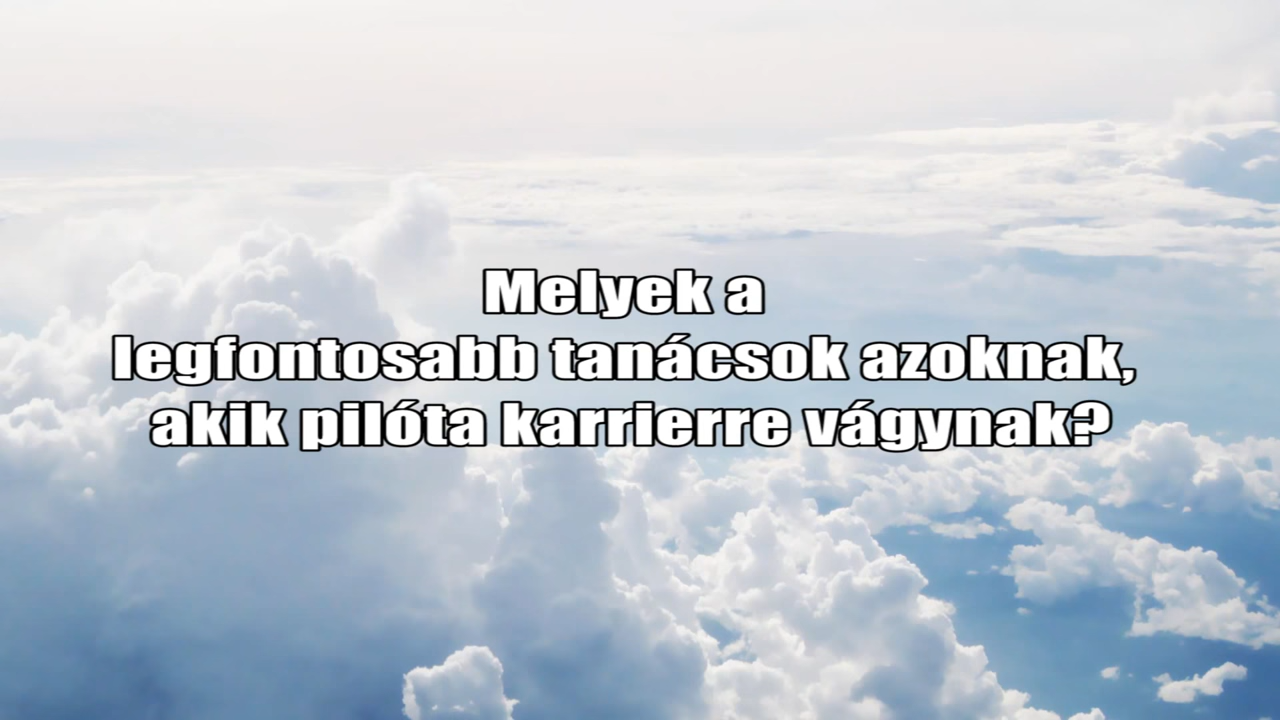 Melyek a
legfontosabb tanácsok azoknak,
akik pilóta karrierre vágynak?